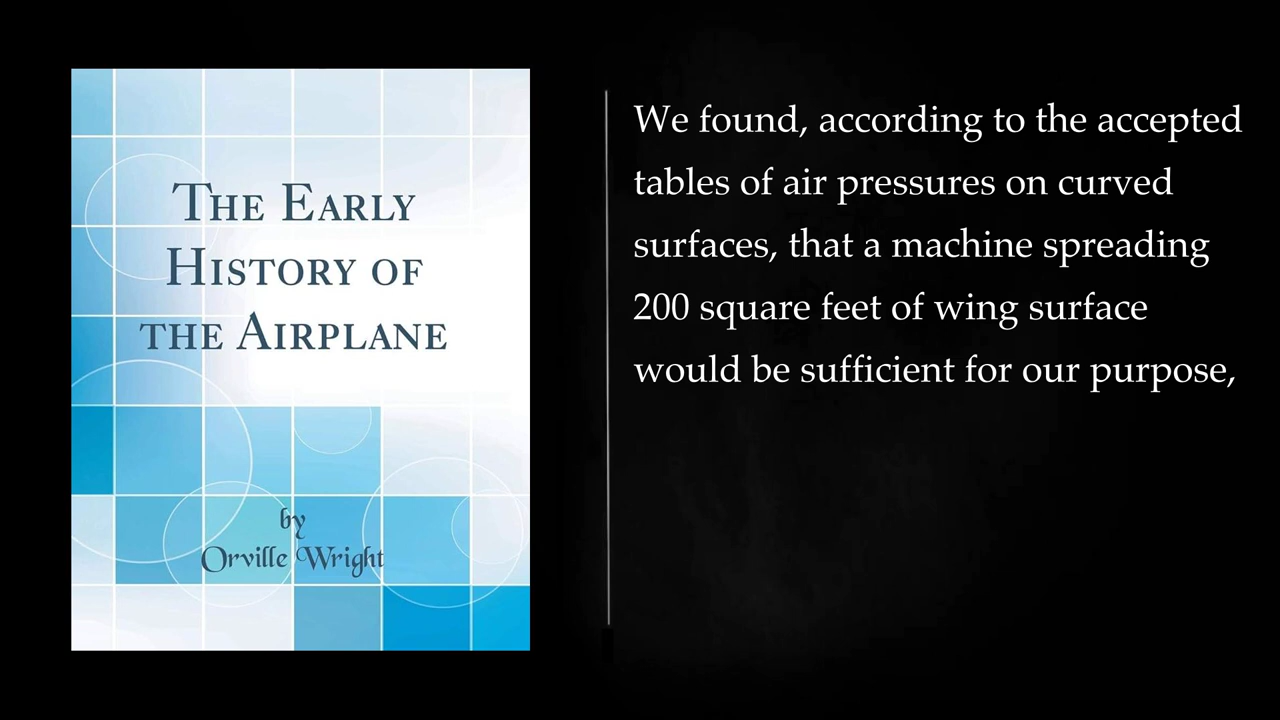 The Early
History of
the Airplane
by
Orville Wright
We found, according to the accepted
tables of air pressures on curved
surfaces, that a machine spreading
200 square feet of wing surface
would be sufficient for our purpose,